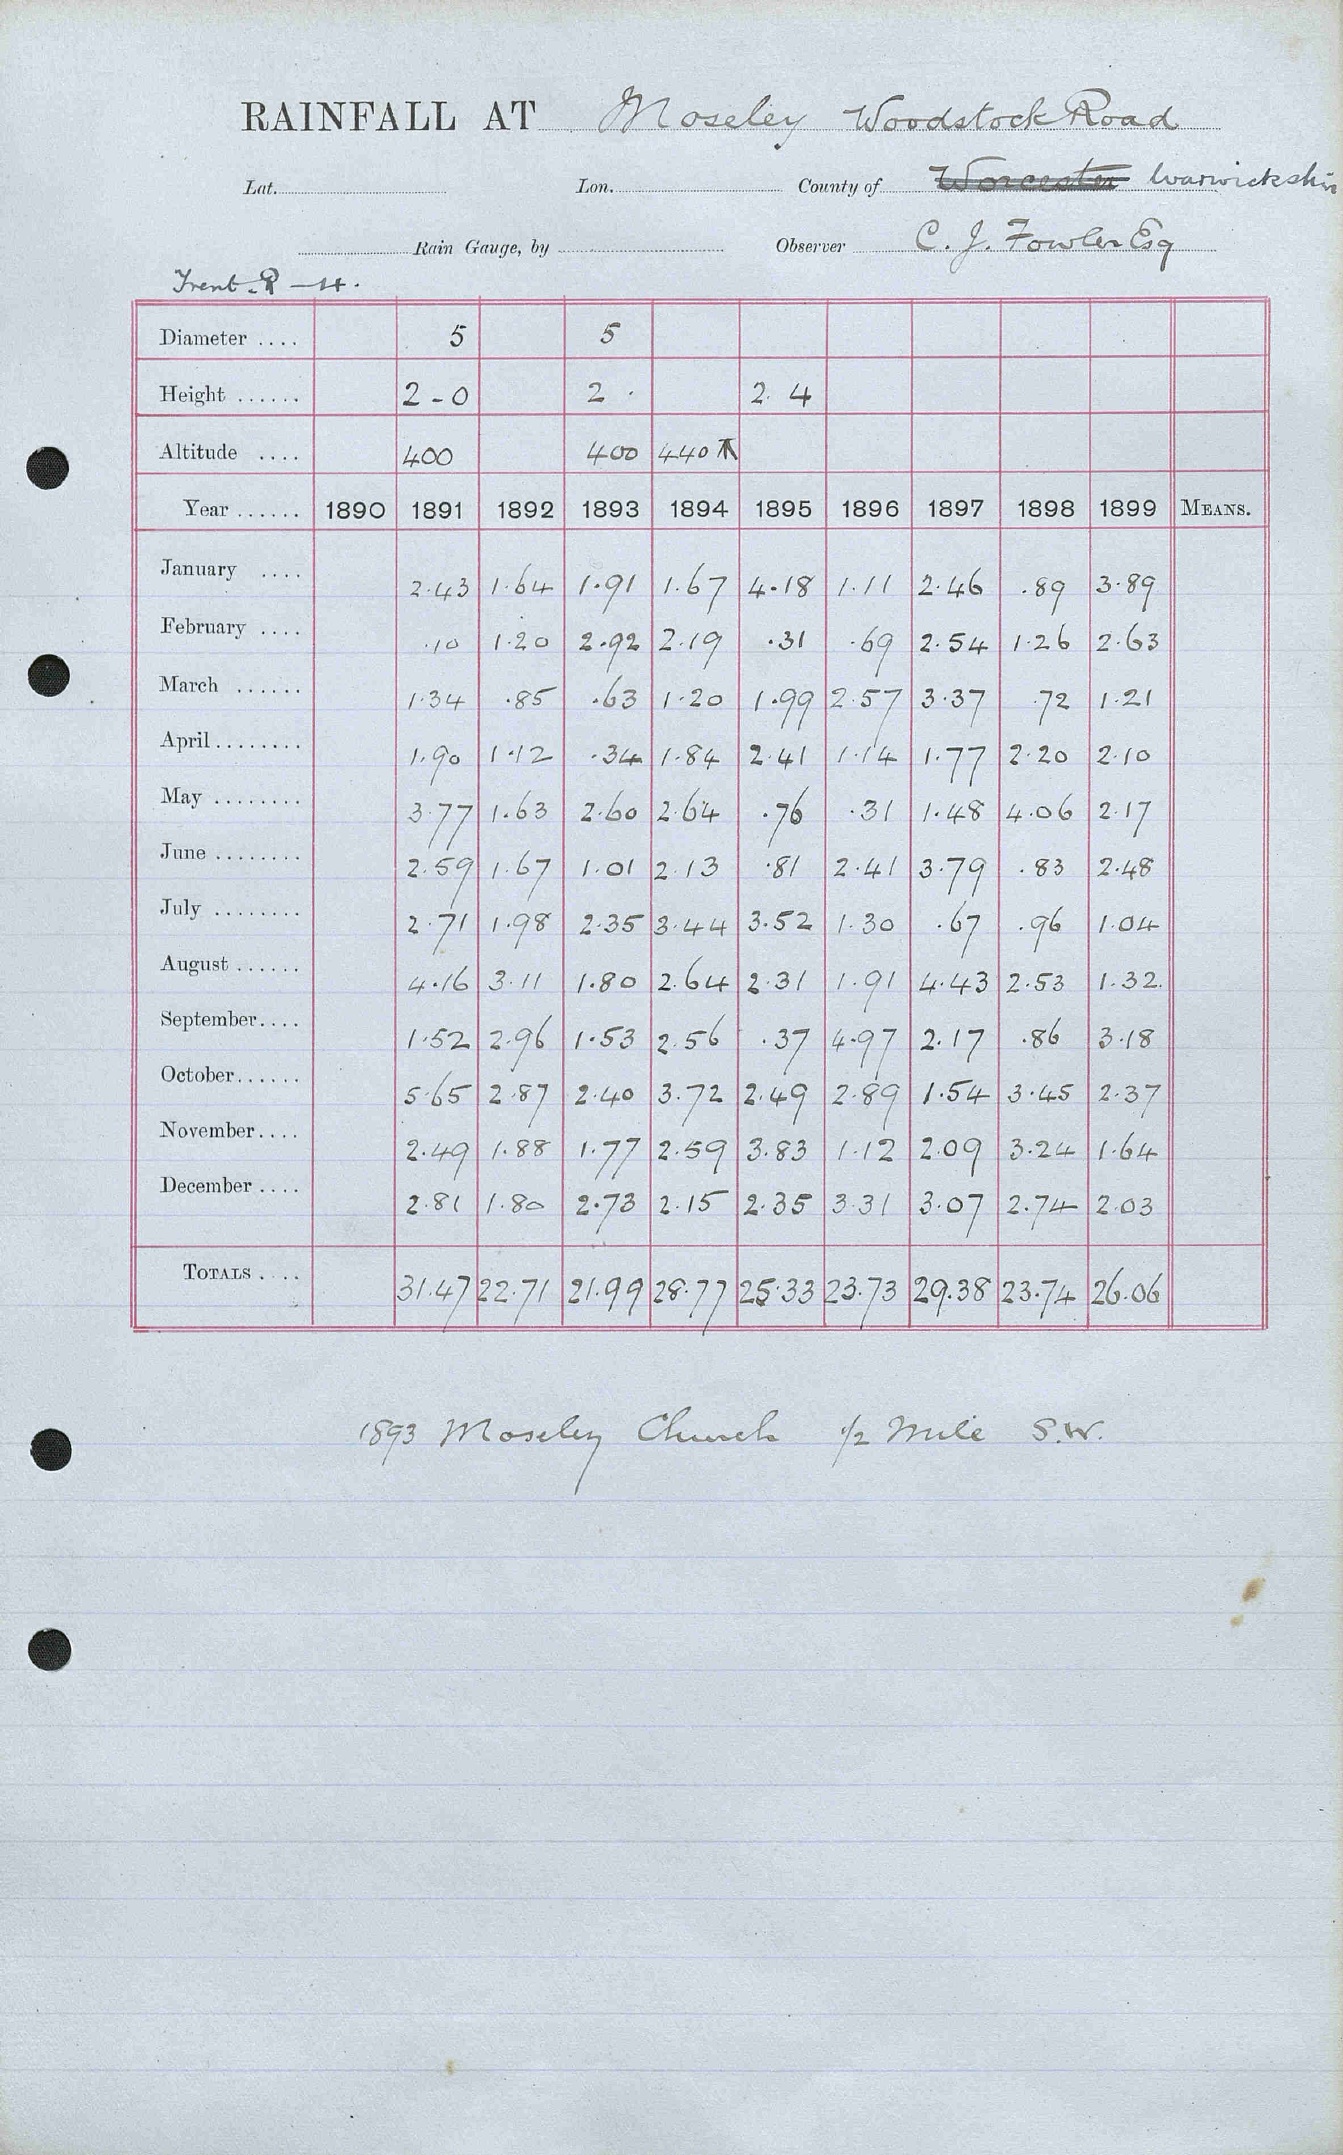 RAINFALL AT Moseley Woodstock Road
Lat. Lon. County of Worcester Warwickshire
Rain Gauge, by Observer C. J. Fowler Esq
Trent. R — 4.
Diameter .... 5 5
Height ...... 2 - 0 2 . 2. 4
Altitude .... 400 400 440
Year ...... 1890 1891 1892 1893 1894 1895 1896 1897 1898 1899 MEANS.
January .... 2.43 1.64 1.91 1.67 4.18 1.11 2.46 .89 3.89
February .... .10 1.20 2.92 2.19 .31 .69 2.54 1.26 2.63
March ...... 1.34 .85 .63 1.20 1.99 2.57 3.37 .72 1.21
April ........ 1.90 1.12 .34 1.84 2.41 1.14 1.77 2.20 2.10
May ........ 3.77 1.63 2.60 2.64 .76 .31 1.48 4.06 2.17
June ........ 2.59 1.67 1.01 2.13 .81 2.41 3.79 .83 2.48
July ........ 2.71 1.98 2.35 3.44 3.52 1.30 .67 .96 1.04
August ...... 4.16 3.11 1.80 2.64 2.31 1.91 4.43 2.53 1.32.
September .... 1.52 2.96 1.53 2.56 .37 4.97 2.17 .86 3.18
October ...... 5.65 2.87 2.40 3.72 2.49 2.89 1.54 3.45 2.37
November .... 2.49 1.88 1.77 2.59 3.83 1.12 2.09 3.24 1.64
December .... 2.81 1.80 2.73 2.15 2.35 3.31 3.07 2.74 2.03
TOTALS .... 31.47 22.71 21.99 28.77 25.33 23.73 29.38 23.74 26.06
1893 Moseley Church 1/2 Mile S.W.